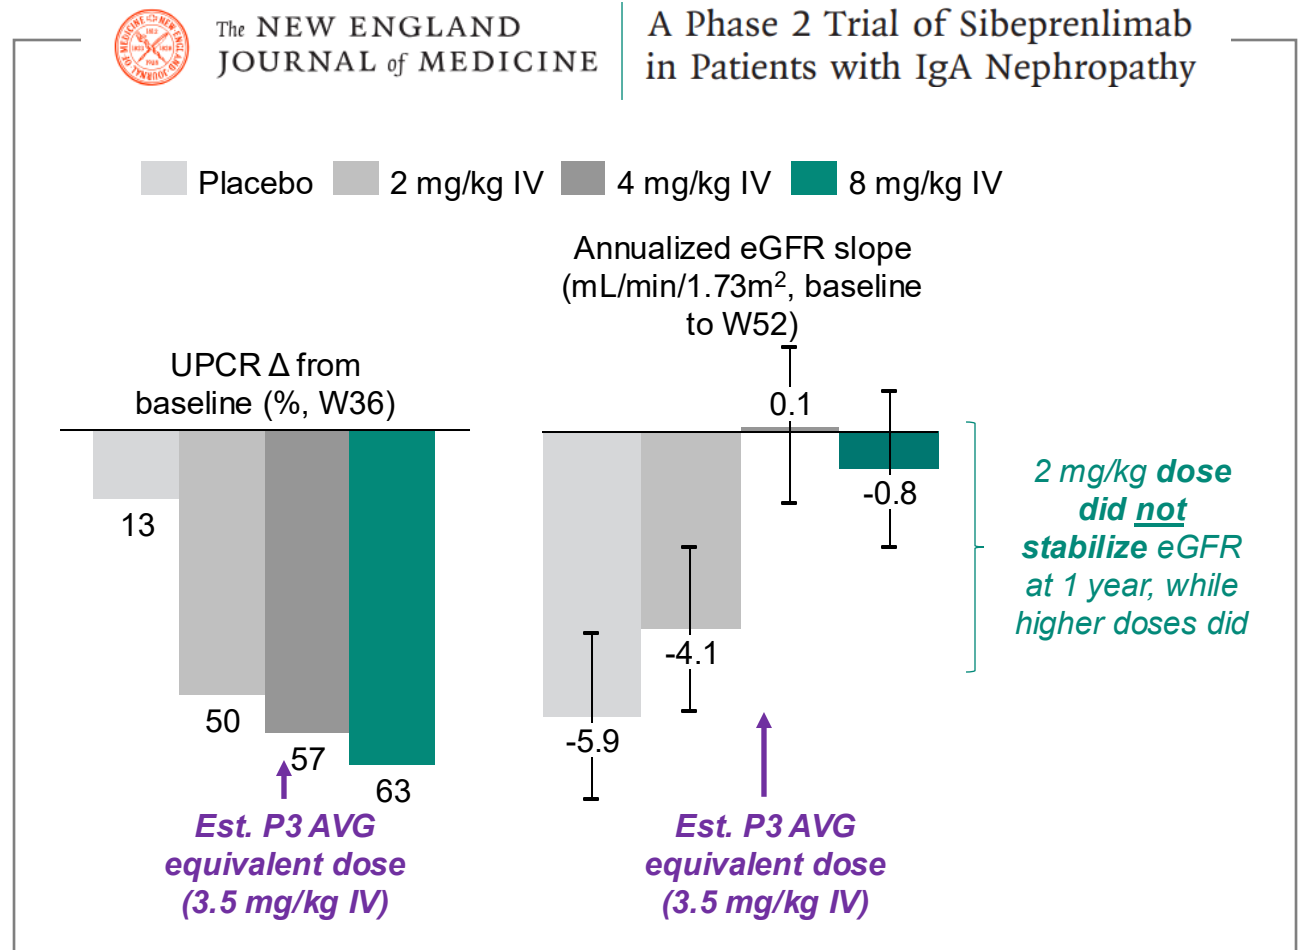 The NEW ENGLAND
JOURNAL of MEDICINE
A Phase 2 Trial of Sibeprenlimab
in Patients with IgA Nephropathy
Placebo
2 mg/kg IV
4 mg/kg IV
8 mg/kg IV
UPCR Δ from
baseline (%, W36)
13
50
57
63
Est. P3 AVG
equivalent dose
(3.5 mg/kg IV)
Annualized eGFR slope
(mL/min/1.73m², baseline
to W52)
-5.9
-4.1
0.1
-0.8
Est. P3 AVG
equivalent dose
(3.5 mg/kg IV)
2 mg/kg dose
did not
stabilize eGFR
at 1 year, while
higher doses did